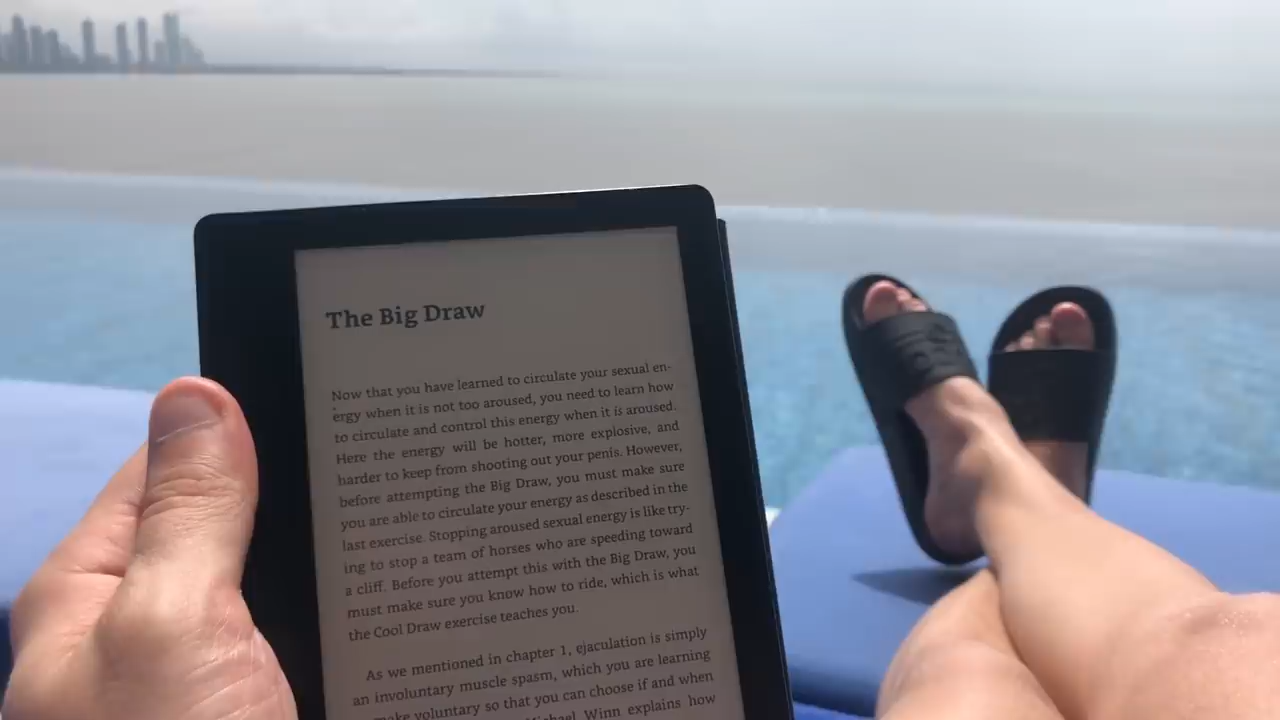 The Big Draw
Now that you have learned to circulate your sexual en-
ergy when it is not too aroused, you need to learn how
to circulate and control this energy when it is aroused.
Here the energy will be hotter, more explosive, and
harder to keep from shooting out your penis. However,
before attempting the Big Draw, you must make sure
you are able to circulate your energy as described in the
last exercise. Stopping aroused sexual energy is like try-
ing to stop a team of horses who are speeding toward
a cliff. Before you attempt this with the Big Draw, you
must make sure you know how to ride, which is what
the Cool Draw exercise teaches you.
As we mentioned in chapter 1, ejaculation is simply
an involuntary muscle spasm, which you are learning
make voluntary so that you can choose if and when
Michael Winn explains how